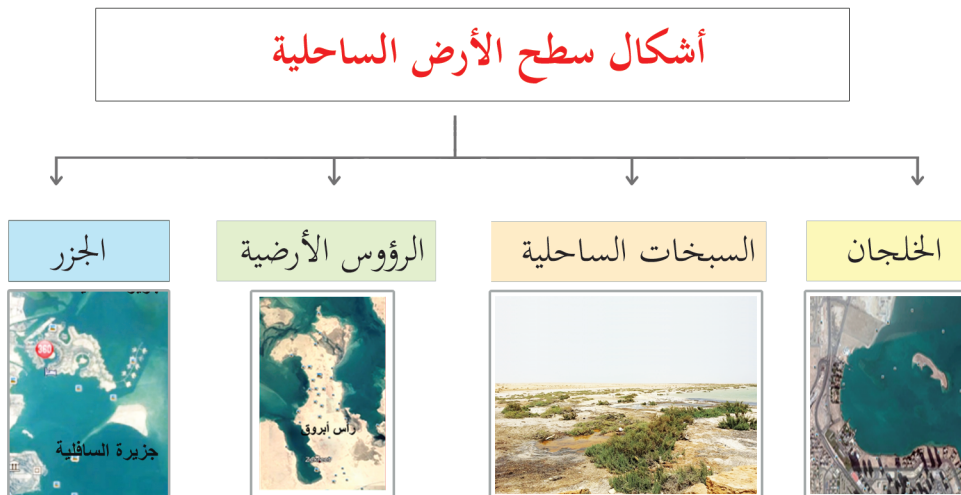 أشكال سطح الأرض الساحلية
الخلجان
السبخات الساحلية
الرؤوس الأرضية
الجزر
رأس أبروق
جزيرة السافلية